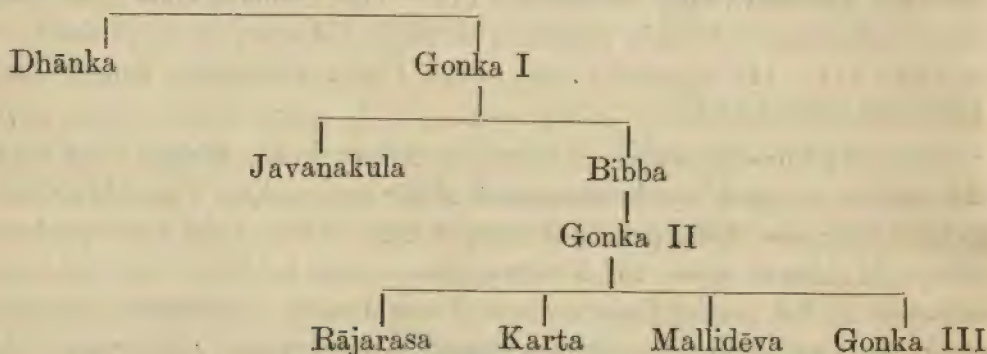 Dhānka Gonka I
Javanakula Bibba
Gonka II
Rājarasa Karta Mallidēva Gonka III